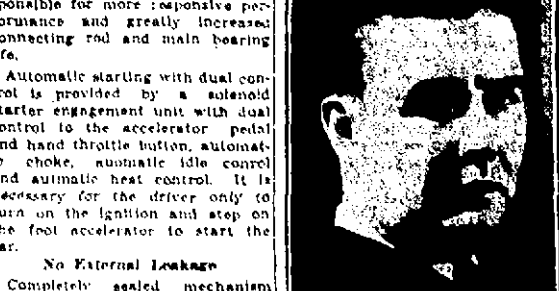 ponsible for more responsive per-
formance and greatly increased
connecting rod and main bearing
life.
Automatic starting with dual con-
trol is provided by a solenoid
starter engagement unit with dual
control to the accelerator pedal
and hand throttle button, automat-
ic choke, automatic idle conrol
and autmatic heat control. It is
necessary for the driver only to
turn on the ignition and step on
the foot accelerator to start the
car.
No External Leakage
Completely sealed mechanism